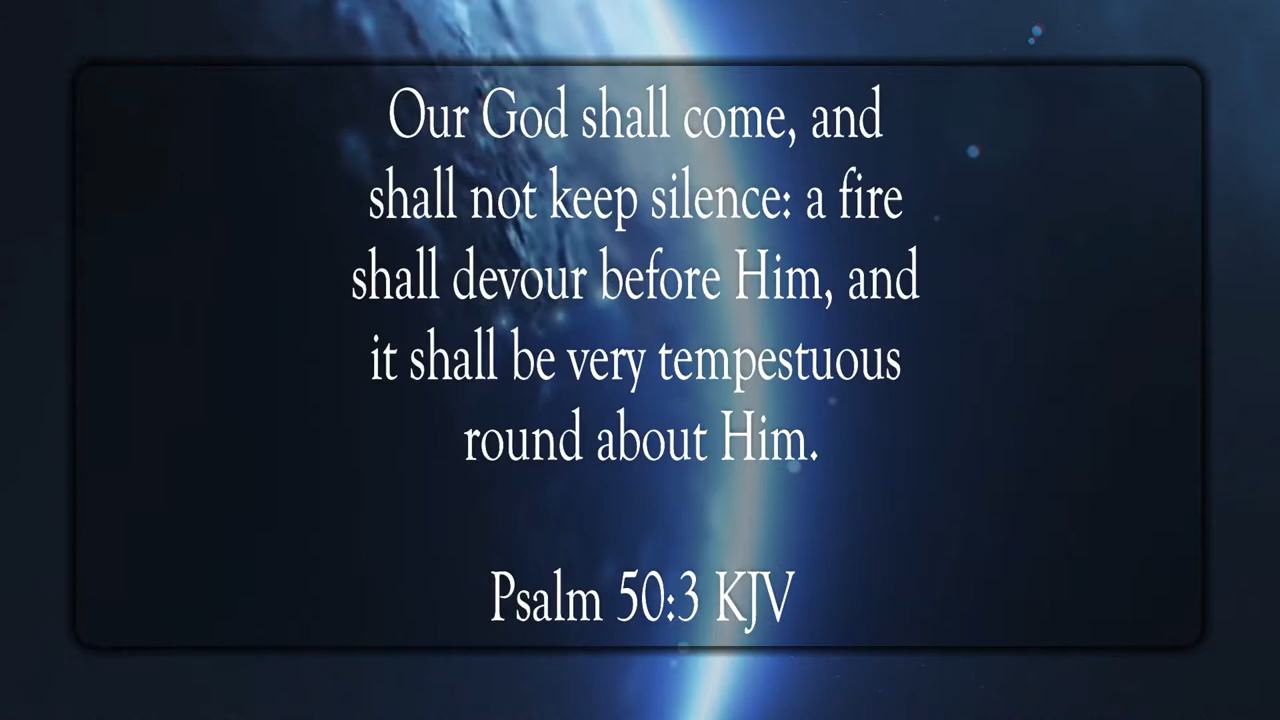 Our God shall come, and
shall not keep silence: a fire
shall devour before Him, and
it shall be very tempestuous
round about Him.
Psalm 50:3 KJV